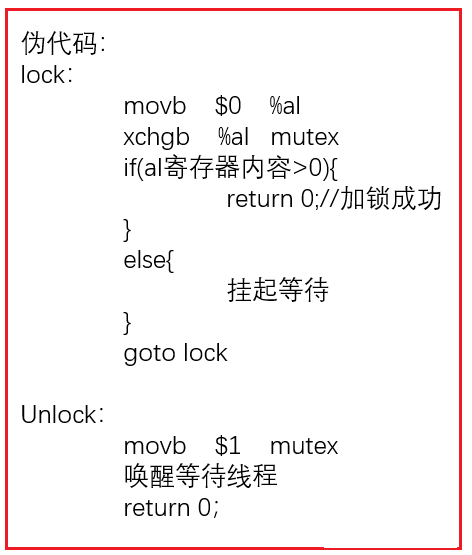 伪代码:
lock:
movb $0 %al
xchgb %al mutex
if(al寄存器内容>0){
return 0;//加锁成功
}
else{
挂起等待
}
goto lock
Unlock:
movb $1 mutex
唤醒等待线程
return 0;